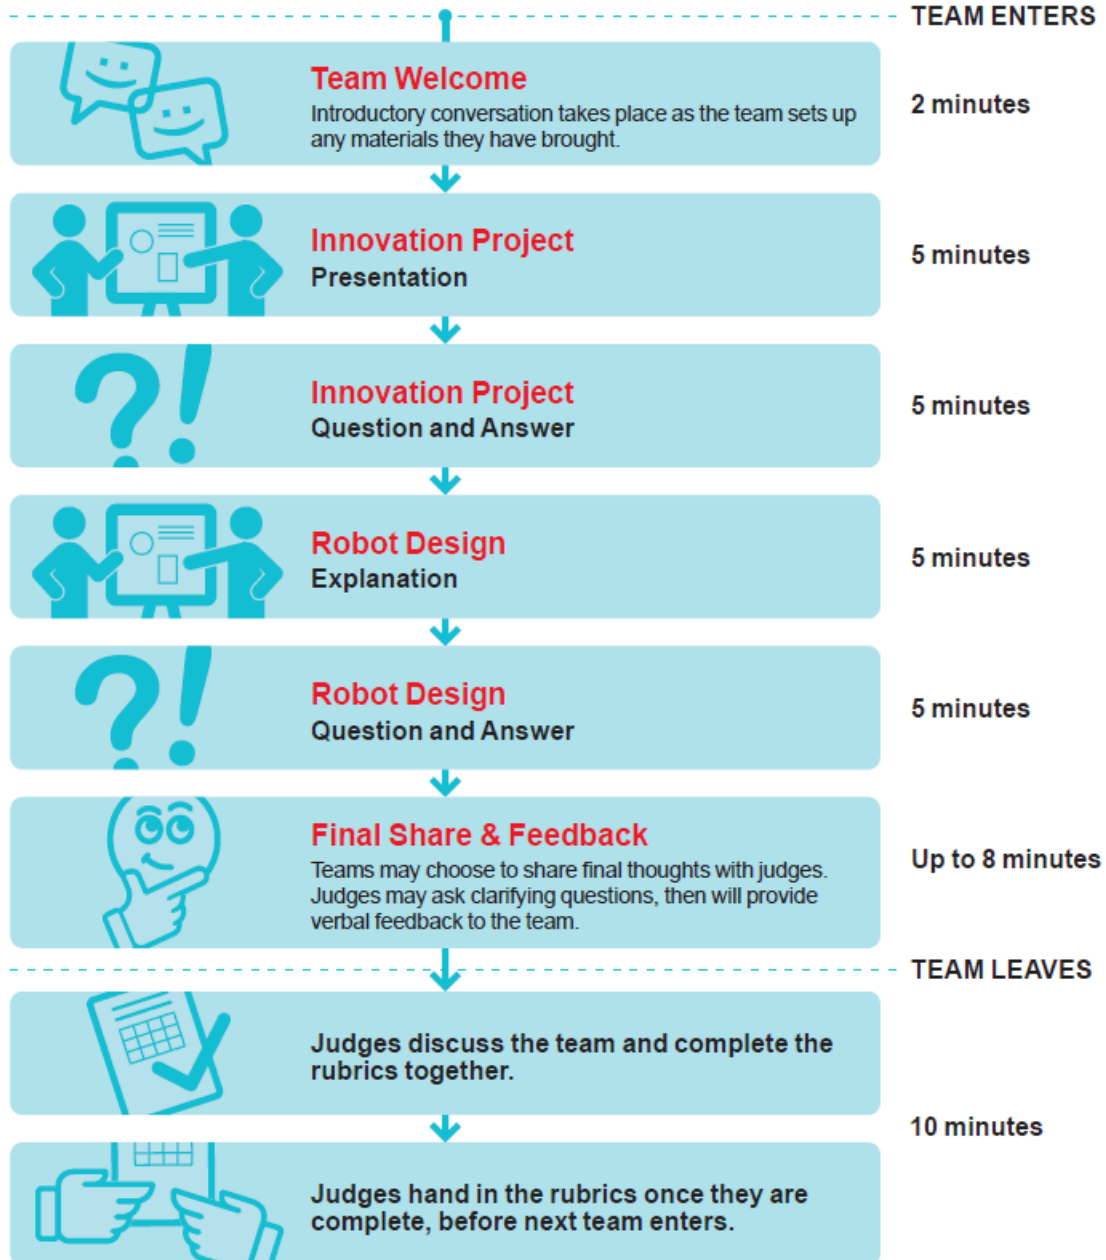 TEAM ENTERS
Team Welcome
Introductory conversation takes place as the team sets up
any materials they have brought.
2 minutes
Innovation Project
Presentation
5 minutes
Innovation Project
Question and Answer
5 minutes
Robot Design
Explanation
5 minutes
Robot Design
Question and Answer
5 minutes
Final Share & Feedback
Teams may choose to share final thoughts with judges.
Judges may ask clarifying questions, then will provide
verbal feedback to the team.
Up to 8 minutes
TEAM LEAVES
Judges discuss the team and complete the
rubrics together.
10 minutes
Judges hand in the rubrics once they are
complete, before next team enters.